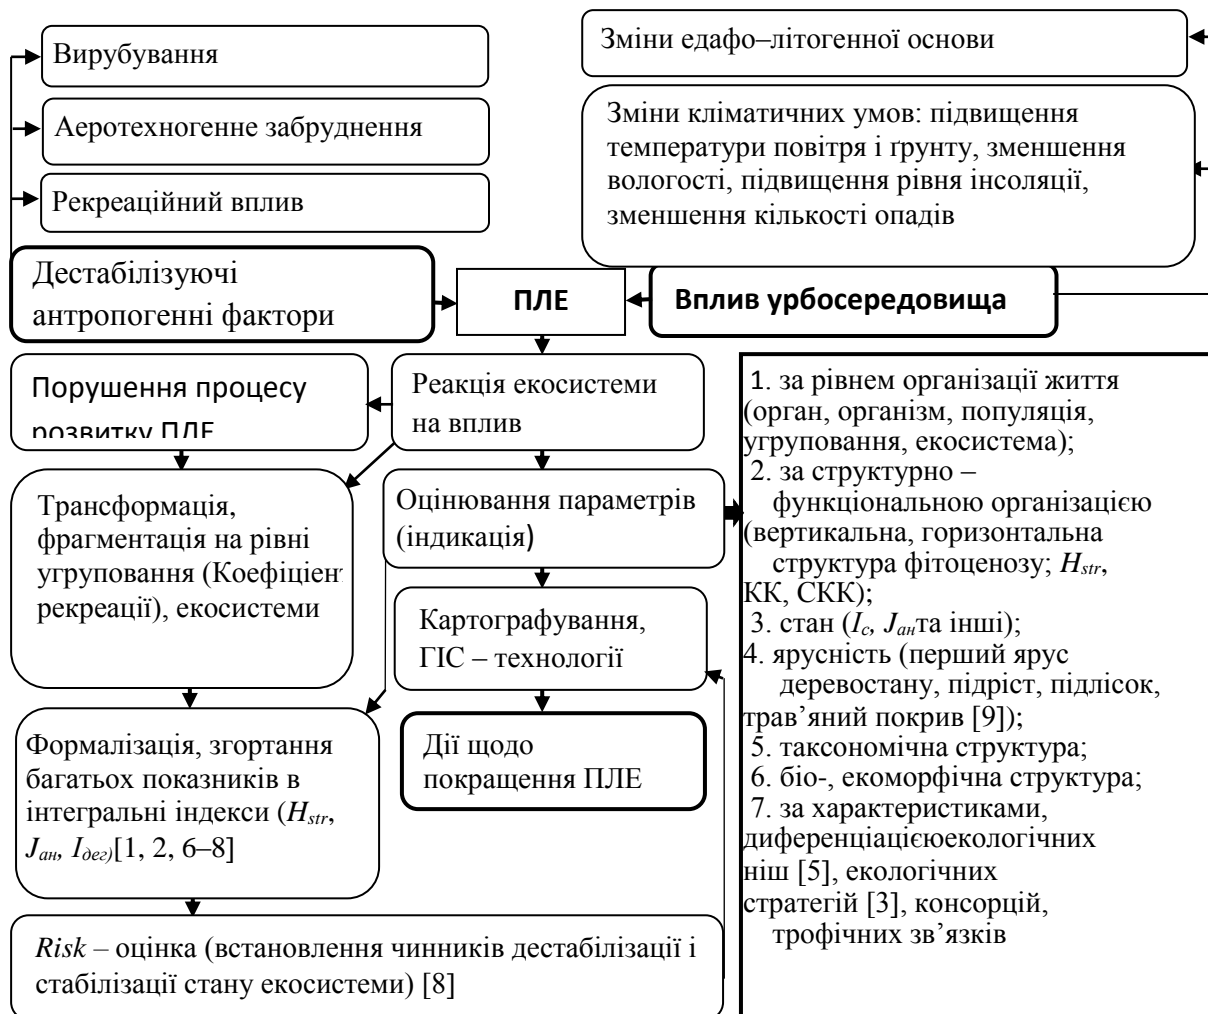 Вирубування
Аеротехногенне забруднення
Рекреаційний вплив
Зміни едафо–літогенної основи
Зміни кліматичних умов: підвищення
температури повітря і ґрунту, зменшення
вологості, підвищення рівня інсоляції,
зменшення кількості опадів
Дестабілізуючі
антропогенні фактори
ПЛЕ
Вплив урбосередовища
Порушення процесу
розвитку ПЛЕ
Реакція екосистеми
на вплив
Трансформація,
фрагментація на рівні
угруповання (Коефіцієн
рекреації), екосистеми
Оцінювання параметрів
(індикація)
Картографування,
ГІС – технології
Дії щодо
покращення ПЛЕ
Формалізація, згортання
багатьох показників в
інтегральні індекси (Hstr,
Jан, Iдег)[1, 2, 6–8]
Risk – оцінка (встановлення чинників дестабілізації і
стабілізації стану екосистеми) [8]
1. за рівнем організації життя
(орган, організм, популяція,
угруповання, екосистема);
2. за структурно –
функціональною організацією
(вертикальна, горизонтальна
структура фітоценозу; Hstr,
КК, СКК);
3. стан (Ic, Jанта інші);
4. ярусність (перший ярус
деревостану, підріст, підлісок,
трав’яний покрив [9]);
5. таксономічна структура;
6. біо-, екоморфічна структура;
7. за характеристиками,
диференціацієюекологічних
ніш [5], екологічних
стратегій [3], консорцій,
трофічних зв’язків